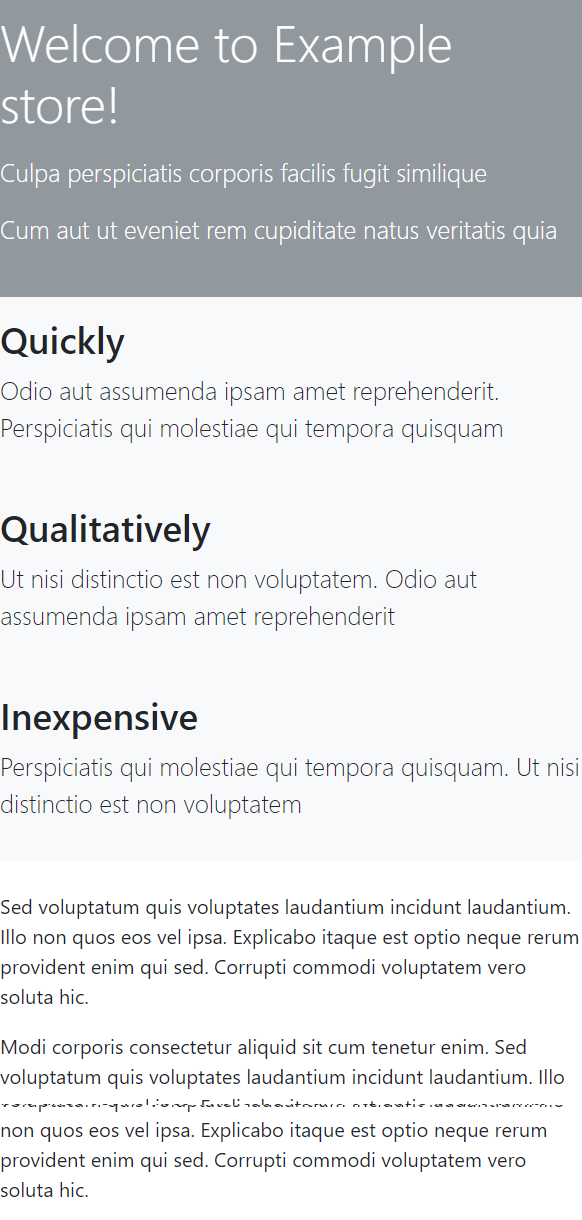 Welcome to Example
store!
Culpa perspiciatis corporis facilis fugit similique
Cum aut ut eveniet rem cupiditate natus veritatis quia
Quickly
Odio aut assumenda ipsam amet reprehenderit.
Perspiciatis qui molestiae qui tempora quisquam
Qualitatively
Ut nisi distinctio est non voluptatem. Odio aut
assumenda ipsam amet reprehenderit
Inexpensive
Perspiciatis qui molestiae qui tempora quisquam. Ut nisi
distinctio est non voluptatem
Sed voluptatum quis voluptates laudantium incidunt laudantium.
Illo non quos eos vel ipsa. Explicabo itaque est optio neque rerum
provident enim qui sed. Corrupti commodi voluptatem vero
soluta hic.
Modi corporis consectetur aliquid sit cum tenetur enim. Sed
voluptatum quis voluptates laudantium incidunt laudantium. Illo
non quos eos vel ipsa. Explicabo itaque est optio neque rerum
provident enim qui sed. Corrupti commodi voluptatem vero
soluta hic.